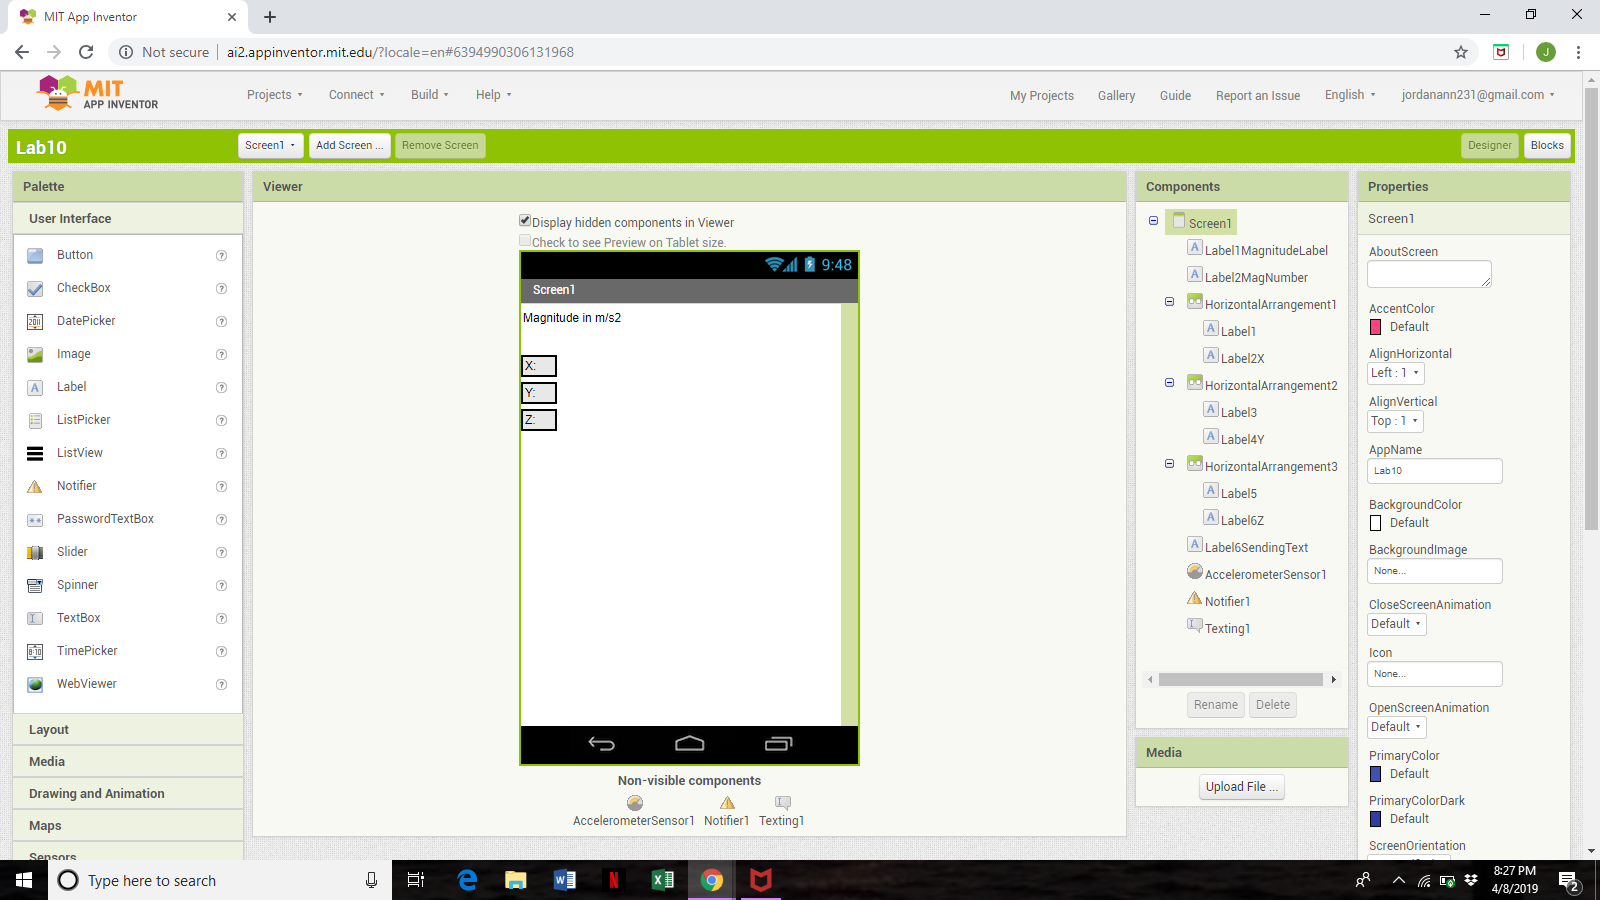 MIT App Inventor
Not secure ai2.appinventor.mit.edu/?locale=en#6394990306131968
J
MIT
APP INVENTOR
Projects Connect Build Help My Projects Gallery Guide Report an Issue English jordanann231@gmail.com
Lab10 Screen1 Add Screen ... Remove Screen Designer Blocks
Palette
User Interface
Button
CheckBox
DatePicker
Image
Label
ListPicker
ListView
Notifier
PasswordTextBox
Slider
Spinner
TextBox
TimePicker
WebViewer
Layout
Media
Drawing and Animation
Maps
Sensors
Viewer
Display hidden components in Viewer
Check to see Preview on Tablet size.
9:48
Screen1
Magnitude in m/s2
X:
Y:
Z:
Non-visible components
AccelerometerSensor1 Notifier1 Texting1
Components
Screen1
Label1MagnitudeLabel
Label2MagNumber
HorizontalArrangement1
Label1
Label2X
HorizontalArrangement2
Label3
Label4Y
HorizontalArrangement3
Label5
Label6Z
Label6SendingText
AccelerometerSensor1
Notifier1
Texting1
Rename Delete
Media
Upload File ...
Properties
Screen1
AboutScreen
AccentColor
Default
AlignHorizontal
Left : 1
AlignVertical
Top : 1
AppName
Lab10
BackgroundColor
Default
BackgroundImage
None...
CloseScreenAnimation
Default
Icon
None...
OpenScreenAnimation
Default
PrimaryColor
Default
PrimaryColorDark
Default
ScreenOrientation
Type here to search
8:27 PM
4/8/2019
2